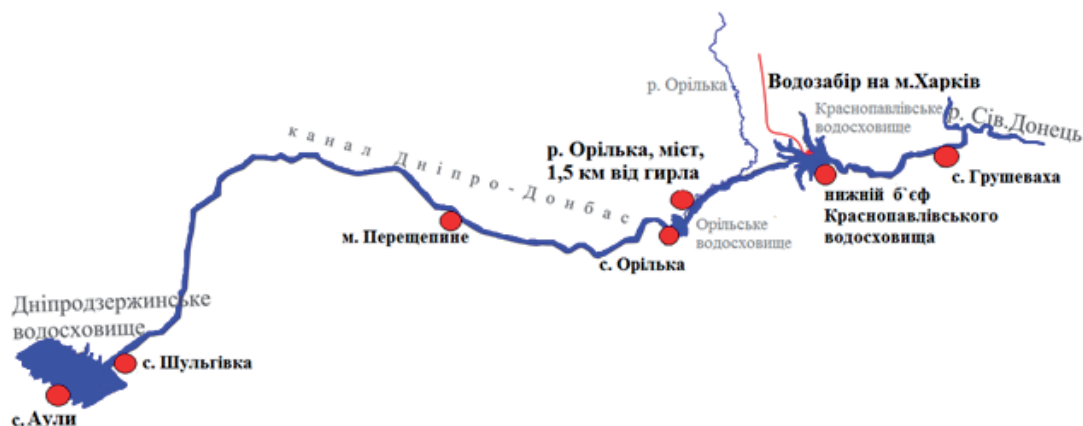 р. Орілька
Водозабір на м.Харків
Краснопавлівське
водосховище
р. Сів.Донець
с. Грушеваха
р. Орілька, міст,
1,5 км від гирла
канал Дніпро-Донбас
нижній б`єф
Краснопавлівського
водосховища
Орільське
водосховище
м. Перещепине
с. Орілька
Дніпродзержинське
водосховище
с. Шульгівка
с. Аули